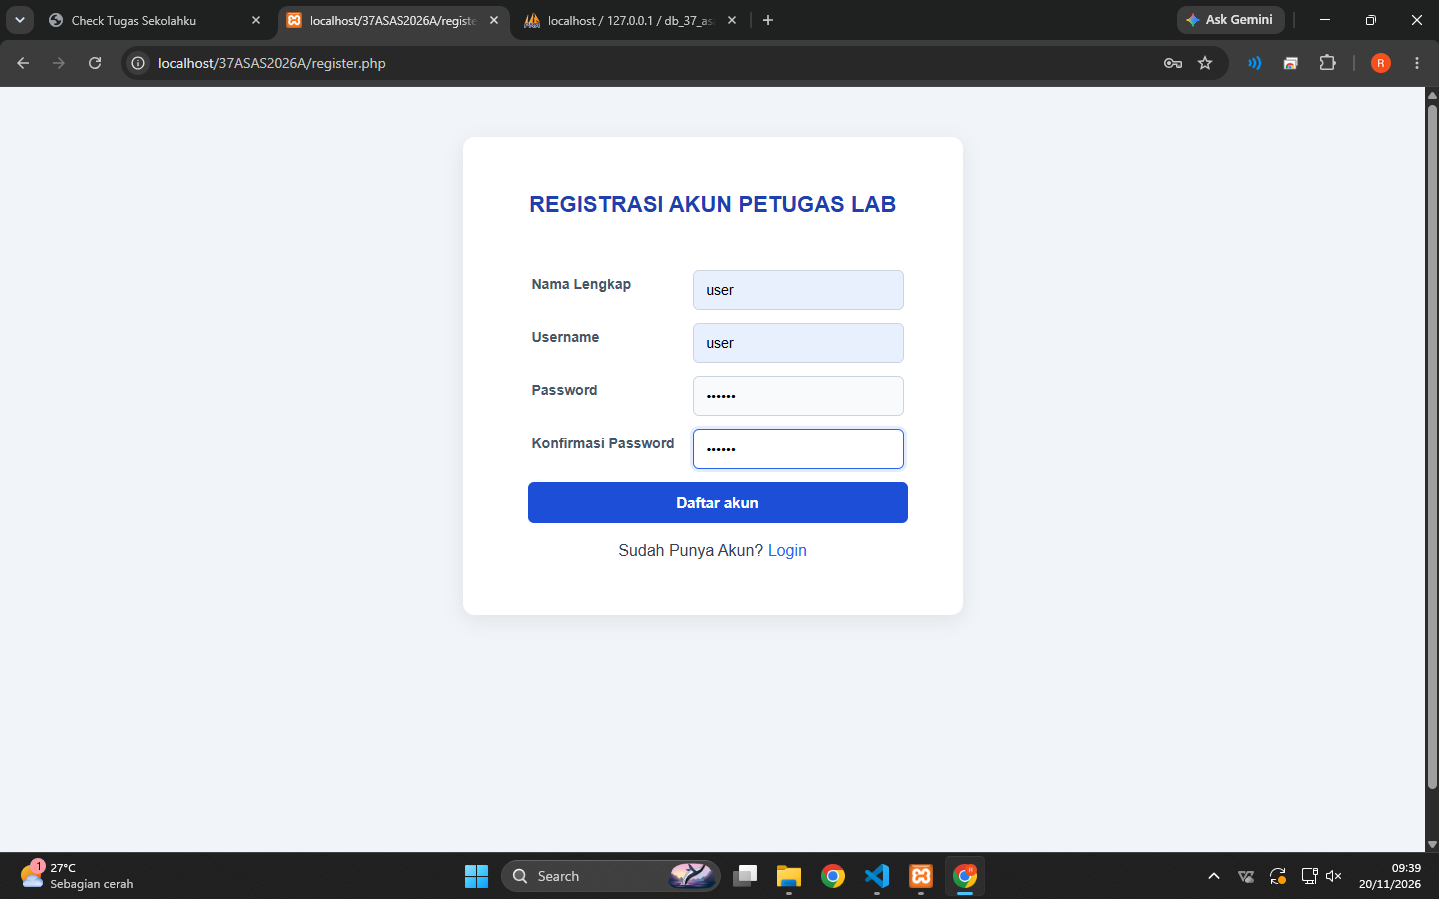 Check Tugas Sekolahku
localhost/37ASAS2026A/registe
localhost / 127.0.0.1 / db_37_as
Ask Gemini
localhost/37ASAS2026A/register.php
R
REGISTRASI AKUN PETUGAS LAB
Nama Lengkap
user
Username
user
Password
••••••
Konfirmasi Password
••••••
Daftar akun
Sudah Punya Akun? Login
1
27°C
Sebagian cerah
Search
09:39
20/11/2026